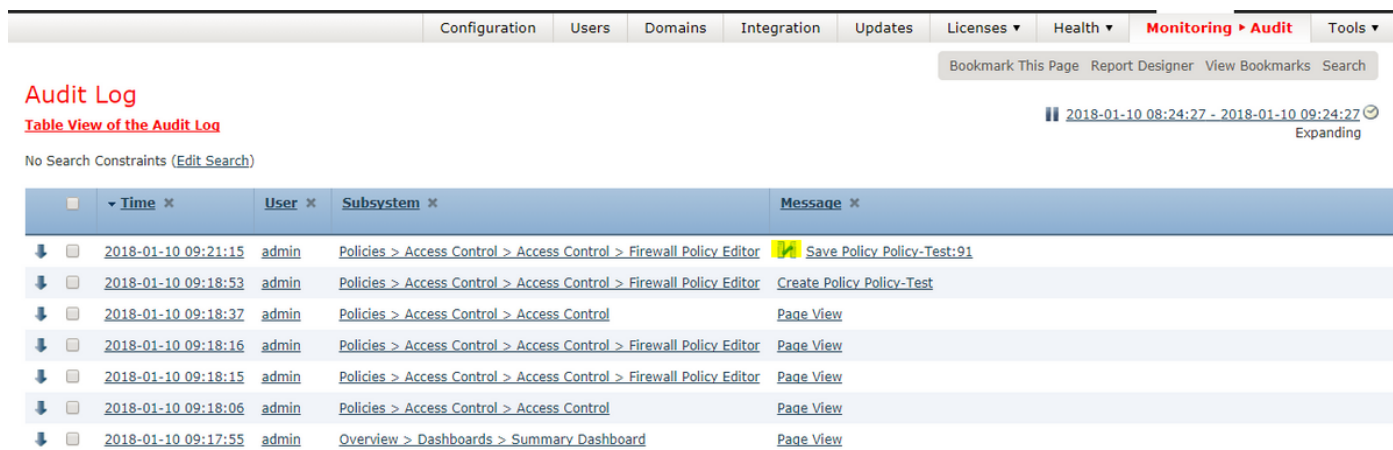 Configuration Users Domains Integration Updates Licenses ▾ Health ▾ Monitoring ▸ Audit Tools ▾
Bookmark This Page Report Designer View Bookmarks Search
Audit Log
2018-01-10 08:24:27 - 2018-01-10 09:24:27
Table View of the Audit Log
Expanding
No Search Constraints (Edit Search)
Time × User × Subsystem × Message ×
2018-01-10 09:21:15 admin Policies > Access Control > Access Control > Firewall Policy Editor Save Policy Policy-Test:91
2018-01-10 09:18:53 admin Policies > Access Control > Access Control > Firewall Policy Editor Create Policy Policy-Test
2018-01-10 09:18:37 admin Policies > Access Control > Access Control Page View
2018-01-10 09:18:16 admin Policies > Access Control > Access Control > Firewall Policy Editor Page View
2018-01-10 09:18:15 admin Policies > Access Control > Access Control > Firewall Policy Editor Page View
2018-01-10 09:18:06 admin Policies > Access Control > Access Control Page View
2018-01-10 09:17:55 admin Overview > Dashboards > Summary Dashboard Page View